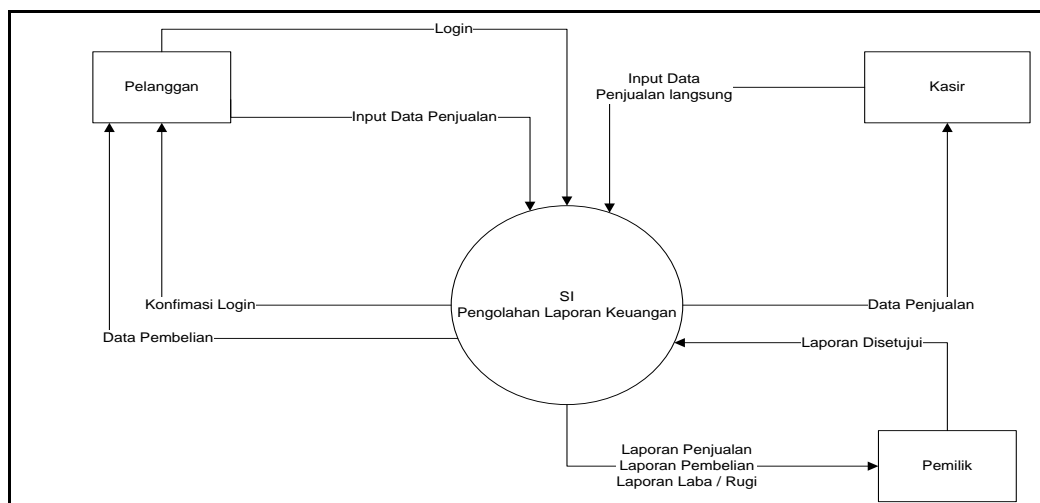 Login
Pelanggan
Input Data
Penjualan langsung
Kasir
Input Data Penjualan
SI
Pengolahan Laporan Keuangan
Konfimasi Login
Data Penjualan
Data Pembelian
Laporan Disetujui
Laporan Penjualan
Laporan Pembelian
Laporan Laba / Rugi
Pemilik